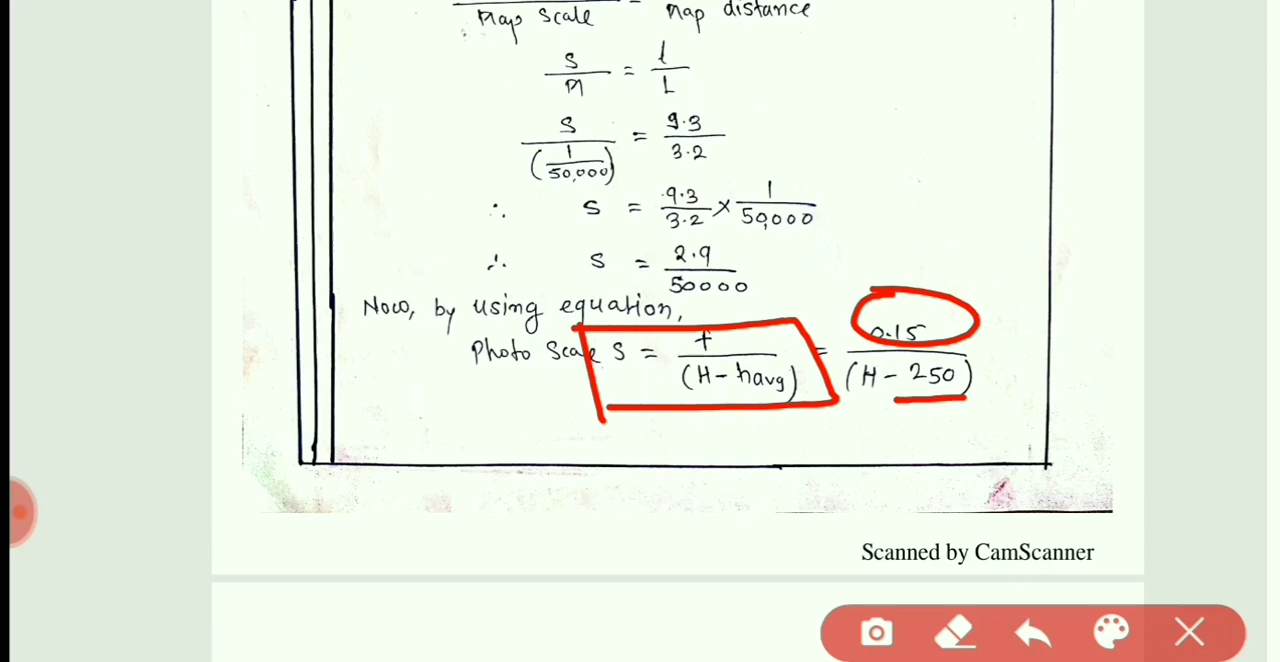 Map Scale = Map distance
S/M = l/L
S/(1/50,000) = 9.3/3.2
∴ S = 9.3/3.2 × 1/50,000
∴ S = 2.9/50000
Now, by using equation,
Photo Scale S = f/(H - havg) = 0.15/(H - 250)
Scanned by CamScanner